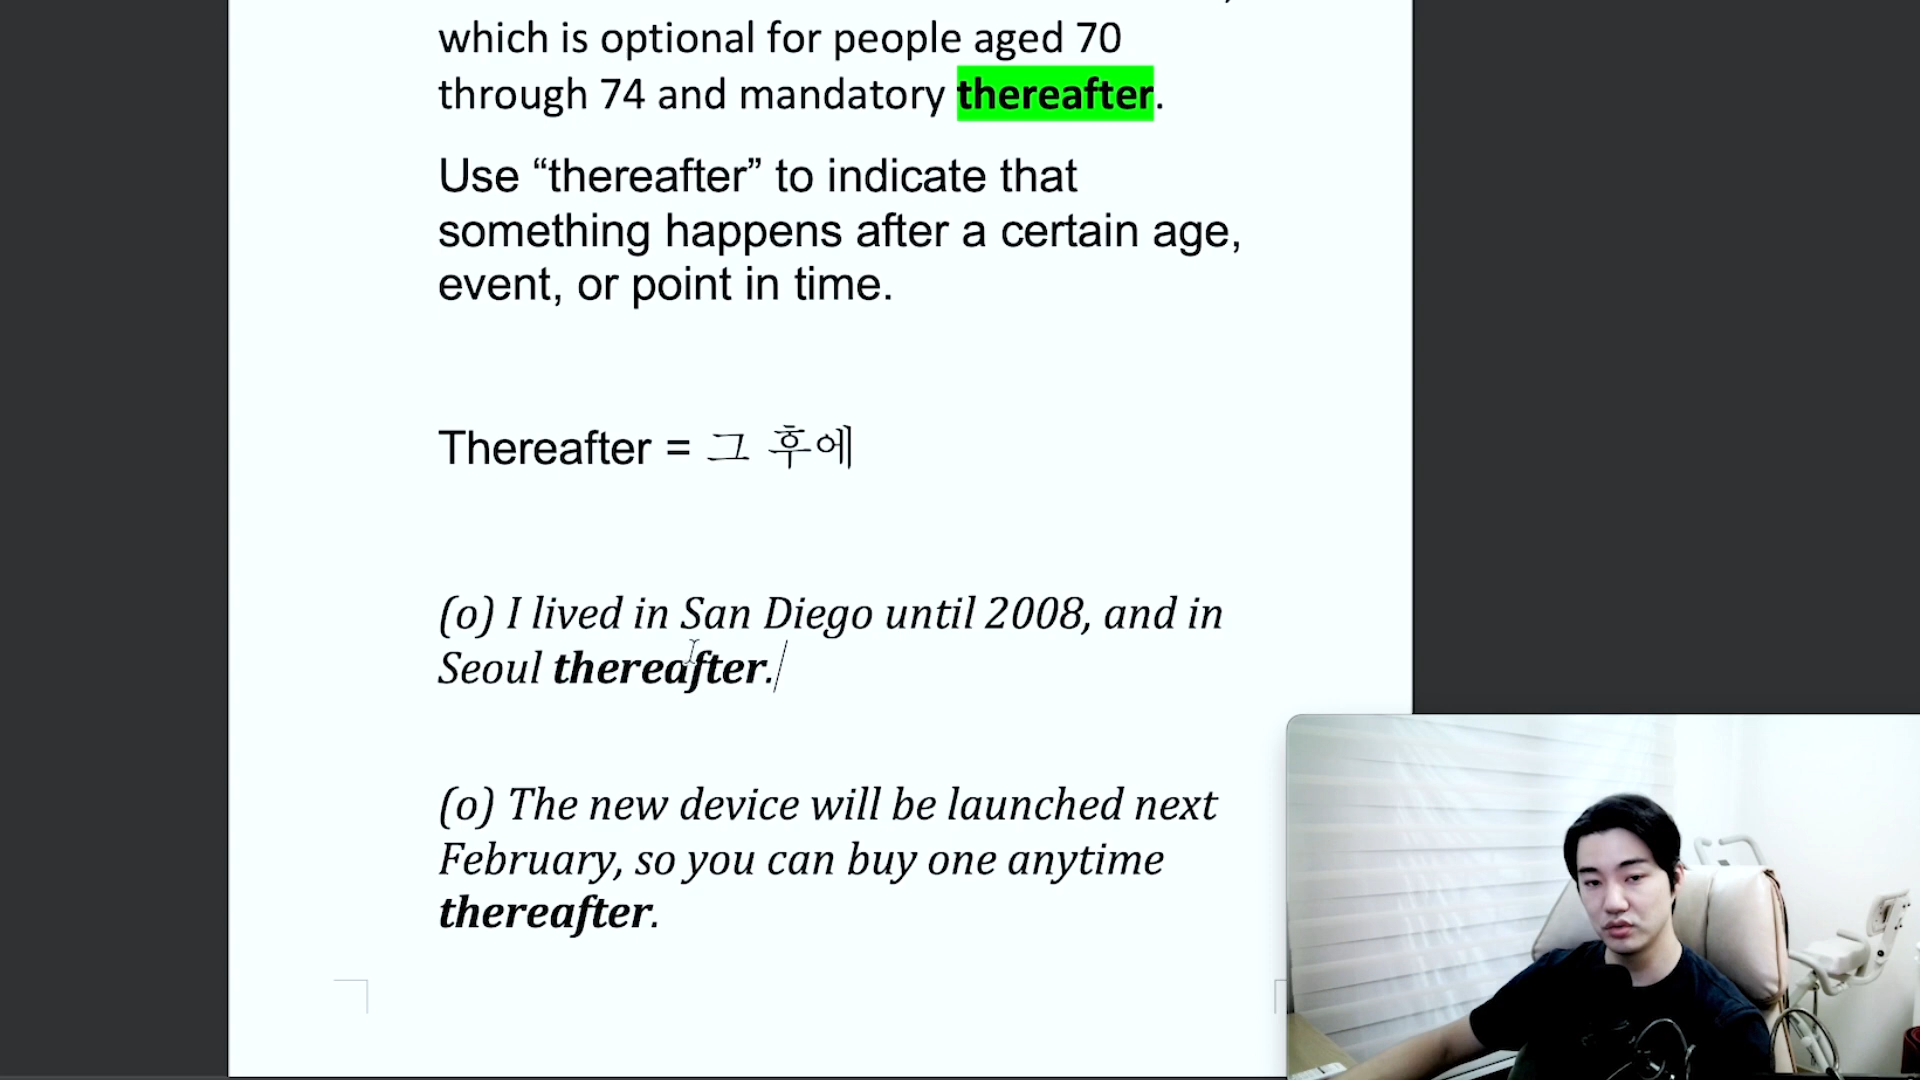 which is optional for people aged 70
through 74 and mandatory thereafter.
Use “thereafter” to indicate that
something happens after a certain age,
event, or point in time.
Thereafter = 그 후에
(o) I lived in San Diego until 2008, and in
Seoul thereafter.
(o) The new device will be launched next
February, so you can buy one anytime
thereafter.